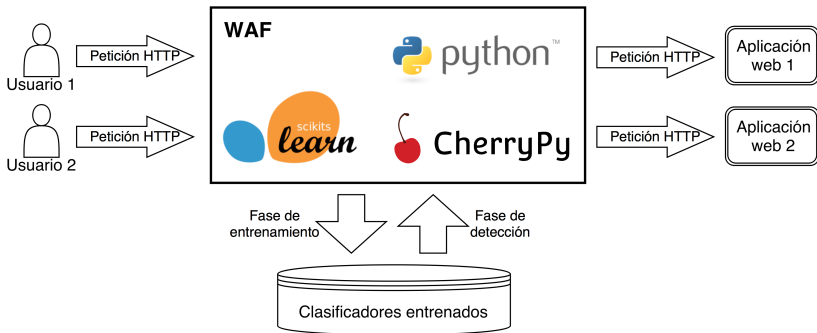 WAF
python™
scikits
learn
CherryPy
Usuario 1
Petición HTTP
Petición HTTP
Aplicación
web 1
Usuario 2
Petición HTTP
Petición HTTP
Aplicación
web 2
Fase de
entrenamiento
Fase de
detección
Clasificadores entrenados